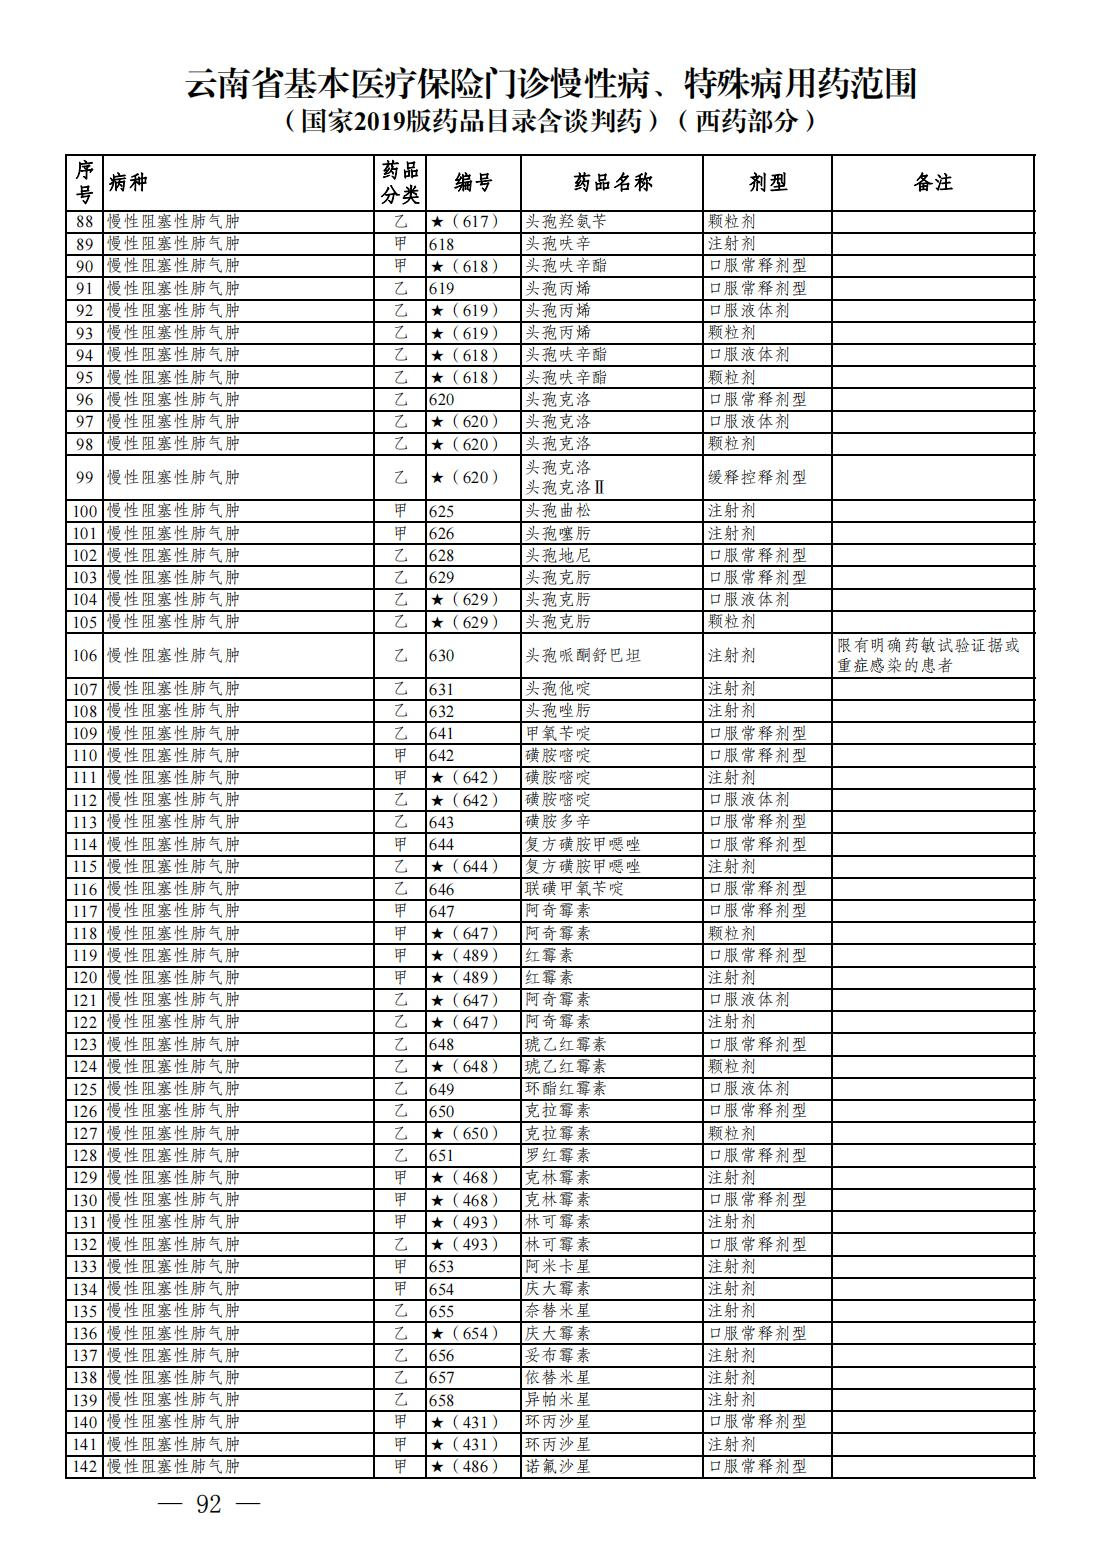 云南省基本医疗保险门诊慢性病、特殊病用药范围
（国家2019版药品目录含谈判药）（西药部分）
序号 病种 药品分类 编号 药品名称 剂型 备注
88 慢性阻塞性肺气肿 乙 ★（617） 头孢羟氨苄 颗粒剂
89 慢性阻塞性肺气肿 甲 618 头孢呋辛 注射剂
90 慢性阻塞性肺气肿 甲 ★（618） 头孢呋辛酯 口服常释剂型
91 慢性阻塞性肺气肿 乙 619 头孢丙烯 口服常释剂型
92 慢性阻塞性肺气肿 乙 ★（619） 头孢丙烯 口服液体剂
93 慢性阻塞性肺气肿 乙 ★（619） 头孢丙烯 颗粒剂
94 慢性阻塞性肺气肿 乙 ★（618） 头孢呋辛酯 口服液体剂
95 慢性阻塞性肺气肿 乙 ★（618） 头孢呋辛酯 颗粒剂
96 慢性阻塞性肺气肿 乙 620 头孢克洛 口服常释剂型
97 慢性阻塞性肺气肿 乙 ★（620） 头孢克洛 口服液体剂
98 慢性阻塞性肺气肿 乙 ★（620） 头孢克洛 颗粒剂
99 慢性阻塞性肺气肿 乙 ★（620） 头孢克洛 缓释控释剂型
头孢克洛Ⅱ
100 慢性阻塞性肺气肿 甲 625 头孢曲松 注射剂
101 慢性阻塞性肺气肿 甲 626 头孢噻肟 注射剂
102 慢性阻塞性肺气肿 乙 628 头孢地尼 口服常释剂型
103 慢性阻塞性肺气肿 乙 629 头孢克肟 口服常释剂型
104 慢性阻塞性肺气肿 乙 ★（629） 头孢克肟 口服液体剂
105 慢性阻塞性肺气肿 乙 ★（629） 头孢克肟 颗粒剂
106 慢性阻塞性肺气肿 乙 630 头孢哌酮舒巴坦 注射剂 限有明确药敏试验证据或
重症感染的患者
107 慢性阻塞性肺气肿 乙 631 头孢他啶 注射剂
108 慢性阻塞性肺气肿 乙 632 头孢唑肟 注射剂
109 慢性阻塞性肺气肿 乙 641 甲氧苄啶 口服常释剂型
110 慢性阻塞性肺气肿 甲 642 磺胺嘧啶 口服常释剂型
111 慢性阻塞性肺气肿 甲 ★（642） 磺胺嘧啶 注射剂
112 慢性阻塞性肺气肿 乙 ★（642） 磺胺嘧啶 口服液体剂
113 慢性阻塞性肺气肿 乙 643 磺胺多辛 口服常释剂型
114 慢性阻塞性肺气肿 甲 644 复方磺胺甲噁唑 口服常释剂型
115 慢性阻塞性肺气肿 乙 ★（644） 复方磺胺甲噁唑 注射剂
116 慢性阻塞性肺气肿 乙 646 联磺甲氧苄啶 口服常释剂型
117 慢性阻塞性肺气肿 甲 647 阿奇霉素 口服常释剂型
118 慢性阻塞性肺气肿 甲 ★（647） 阿奇霉素 颗粒剂
119 慢性阻塞性肺气肿 甲 ★（489） 红霉素 口服常释剂型
120 慢性阻塞性肺气肿 甲 ★（489） 红霉素 注射剂
121 慢性阻塞性肺气肿 乙 ★（647） 阿奇霉素 口服液体剂
122 慢性阻塞性肺气肿 乙 ★（647） 阿奇霉素 注射剂
123 慢性阻塞性肺气肿 乙 648 琥乙红霉素 口服常释剂型
124 慢性阻塞性肺气肿 乙 ★（648） 琥乙红霉素 颗粒剂
125 慢性阻塞性肺气肿 乙 649 环酯红霉素 口服液体剂
126 慢性阻塞性肺气肿 乙 650 克拉霉素 口服常释剂型
127 慢性阻塞性肺气肿 乙 ★（650） 克拉霉素 颗粒剂
128 慢性阻塞性肺气肿 乙 651 罗红霉素 口服常释剂型
129 慢性阻塞性肺气肿 甲 ★（468） 克林霉素 注射剂
130 慢性阻塞性肺气肿 甲 ★（468） 克林霉素 口服常释剂型
131 慢性阻塞性肺气肿 甲 ★（493） 林可霉素 注射剂
132 慢性阻塞性肺气肿 乙 ★（493） 林可霉素 口服常释剂型
133 慢性阻塞性肺气肿 甲 653 阿米卡星 注射剂
134 慢性阻塞性肺气肿 甲 654 庆大霉素 注射剂
135 慢性阻塞性肺气肿 乙 655 奈替米星 注射剂
136 慢性阻塞性肺气肿 乙 ★（654） 庆大霉素 口服常释剂型
137 慢性阻塞性肺气肿 乙 656 妥布霉素 注射剂
138 慢性阻塞性肺气肿 乙 657 依替米星 注射剂
139 慢性阻塞性肺气肿 乙 658 异帕米星 注射剂
140 慢性阻塞性肺气肿 甲 ★（431） 环丙沙星 口服常释剂型
141 慢性阻塞性肺气肿 甲 ★（431） 环丙沙星 注射剂
142 慢性阻塞性肺气肿 甲 ★（486） 诺氟沙星 口服常释剂型
— 92 —